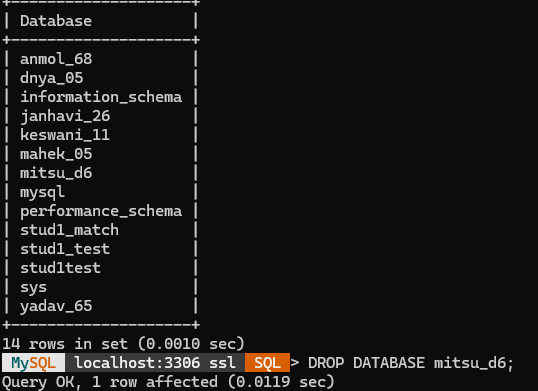 +--------------------+
| Database           |
+--------------------+
| anmol_68           |
| dnya_05            |
| information_schema |
| janhavi_26         |
| keswani_11         |
| mahek_05           |
| mitsu_d6           |
| mysql              |
| performance_schema |
| stud1_match        |
| stud1_test         |
| stud1test          |
| sys                |
| yadav_65           |
+--------------------+
14 rows in set (0.0010 sec)
MySQL localhost:3306 ssl SQL > DROP DATABASE mitsu_d6;
Query OK, 1 row affected (0.0119 sec)